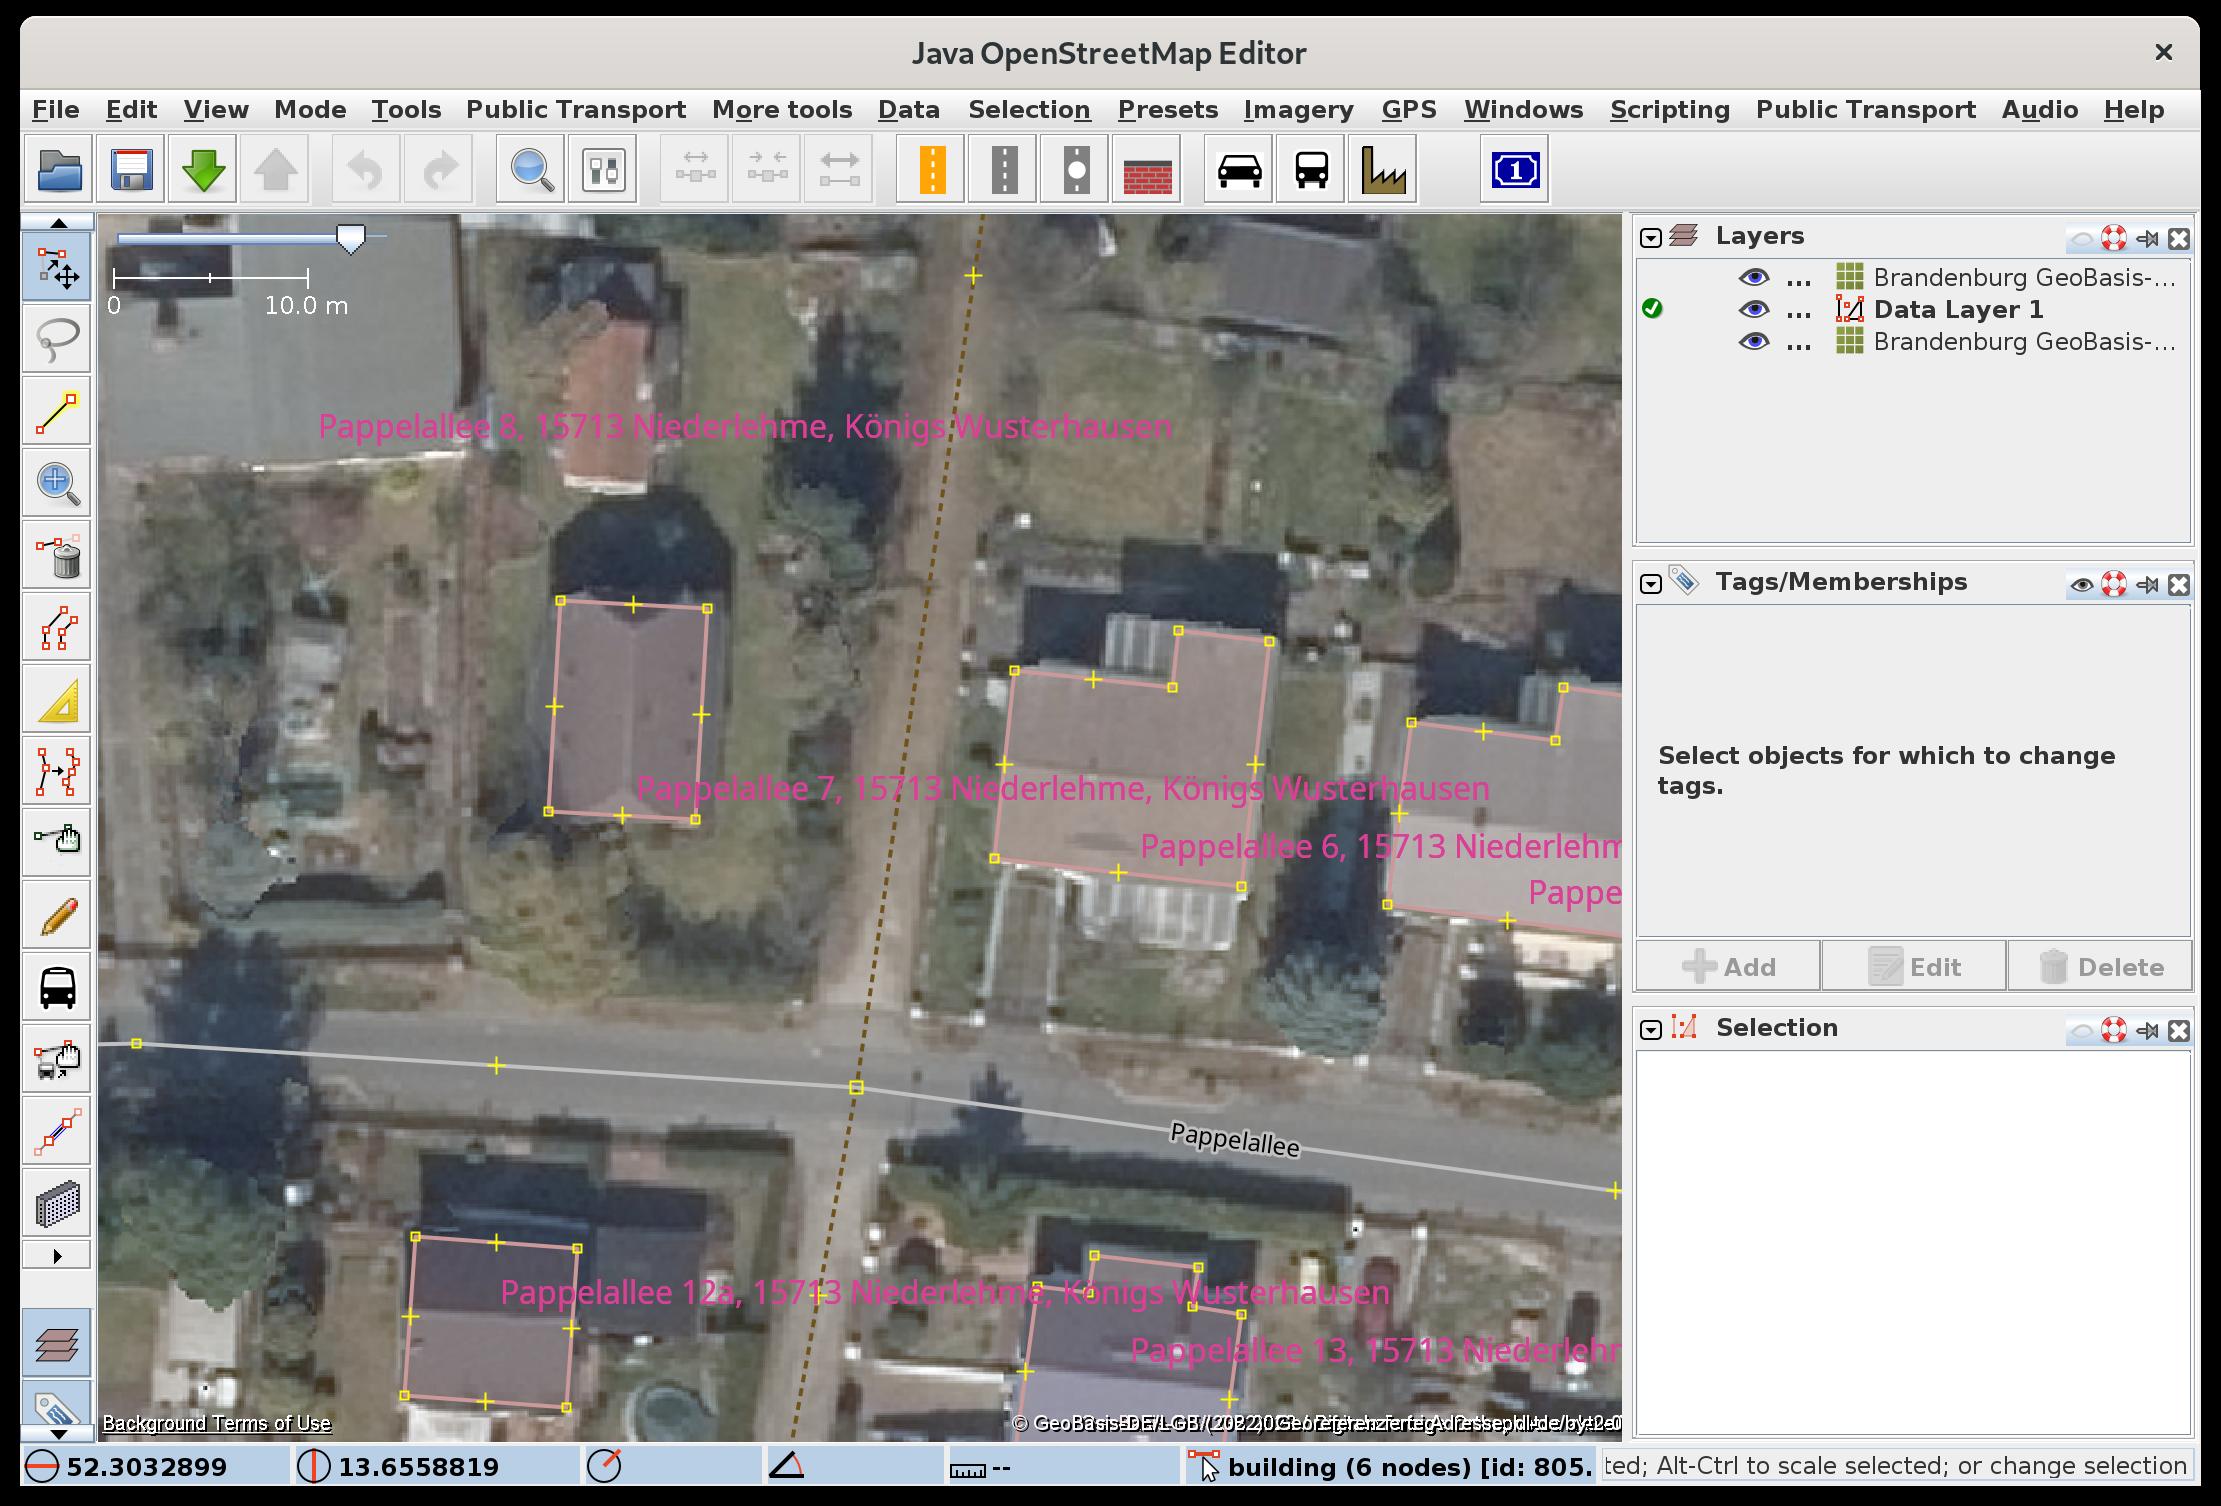 Java OpenStreetMap Editor
File Edit View Mode Tools Public Transport More tools Data Selection Presets Imagery GPS Windows Scripting Public Transport Audio Help
1
0 10.0 m
Layers
Brandenburg GeoBasis-...
Data Layer 1
Brandenburg GeoBasis-...
Pappelallee 8, 15713 Niederlehme, Königs Wusterhausen
Tags/Memberships
Select objects for which to change
tags.
Pappelallee 7, 15713 Niederlehme, Königs Wusterhausen
Pappelallee 6, 15713 Niederlehm
Pappe
Add Edit Delete
Selection
Pappelallee
Pappelallee 12a, 15713 Niederlehme, Königs Wusterhausen
Pappelallee 13, 15713 Niederlehr
Background Terms of Use
52.3032899 13.6558819 -- building (6 nodes) [id: 805. ted; Alt-Ctrl to scale selected; or change selection